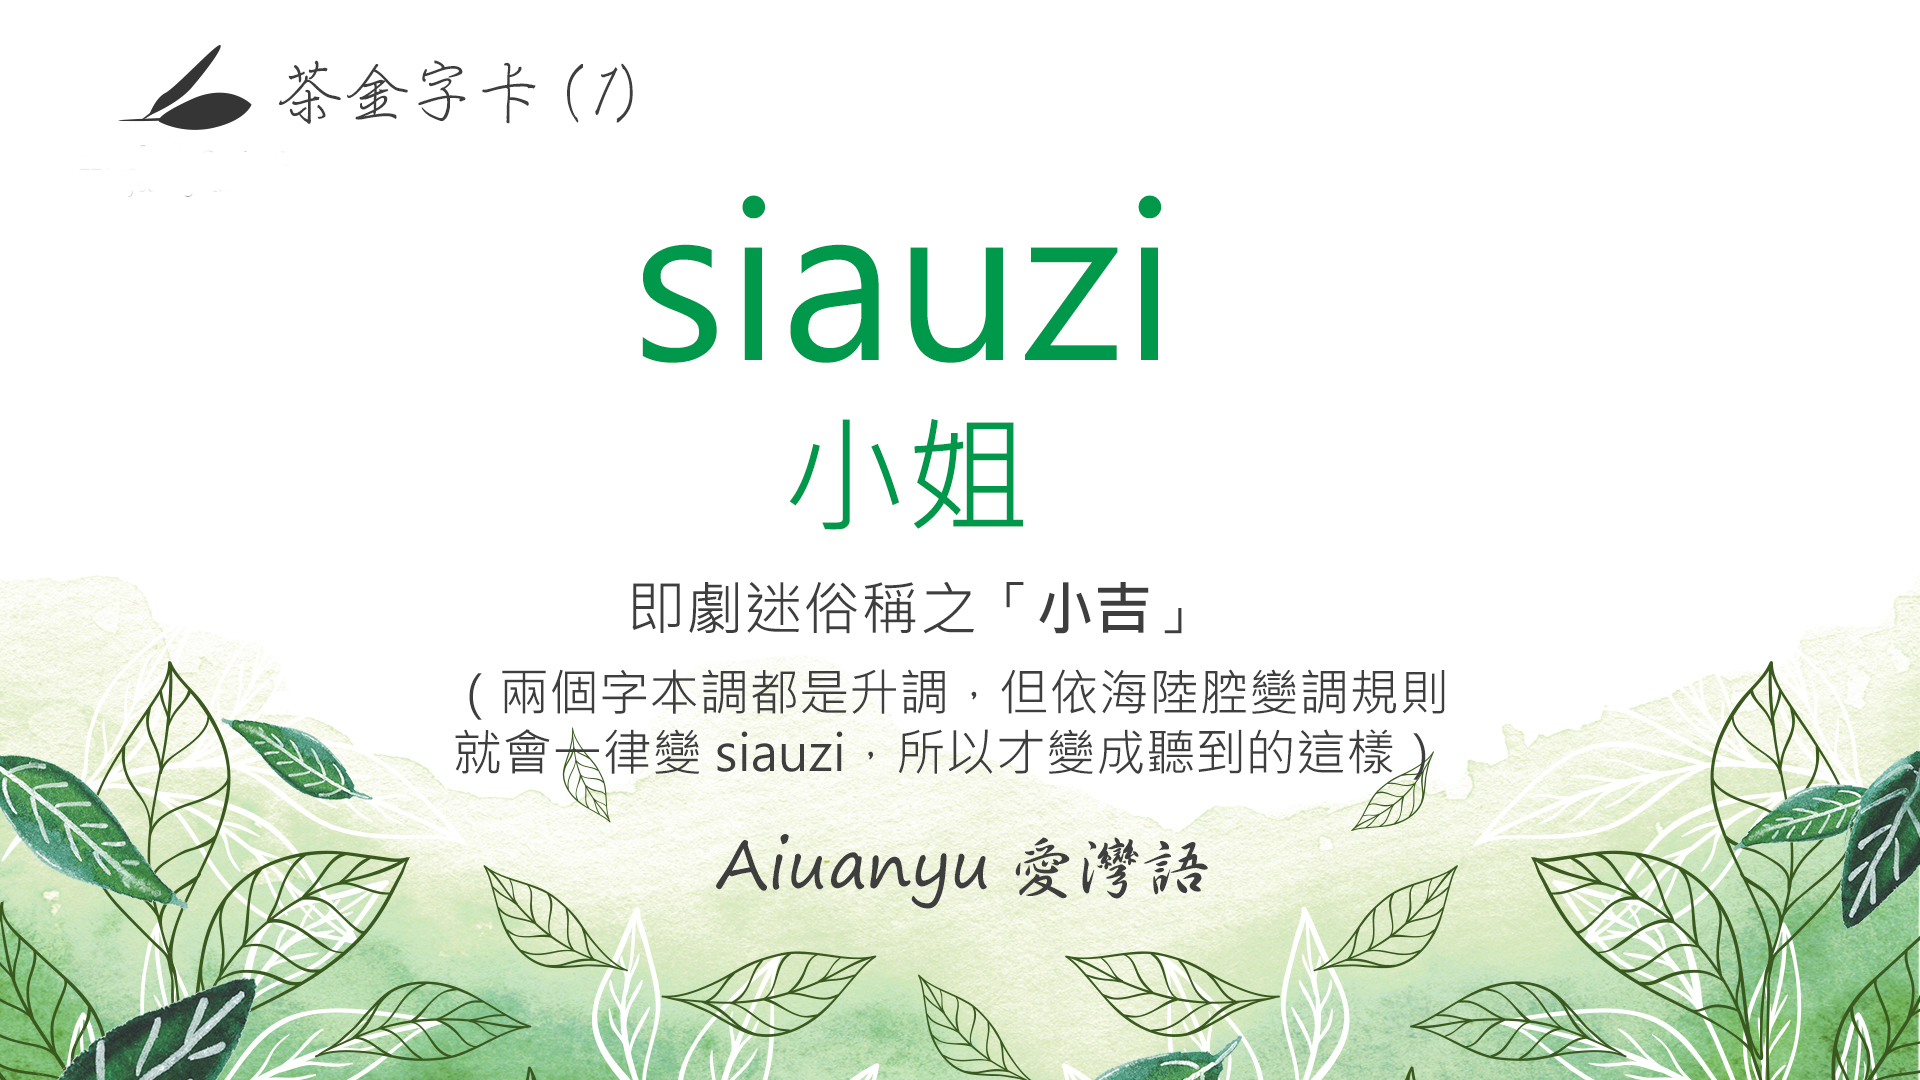 茶金字卡 (1)
siauzi
小姐
即劇迷俗稱之「小吉」
（兩個字本調都是升調，但依海陸腔變調規則
就會一律變 siauzi，所以才變成聽到的這樣）
Aiuanyu 愛灣語